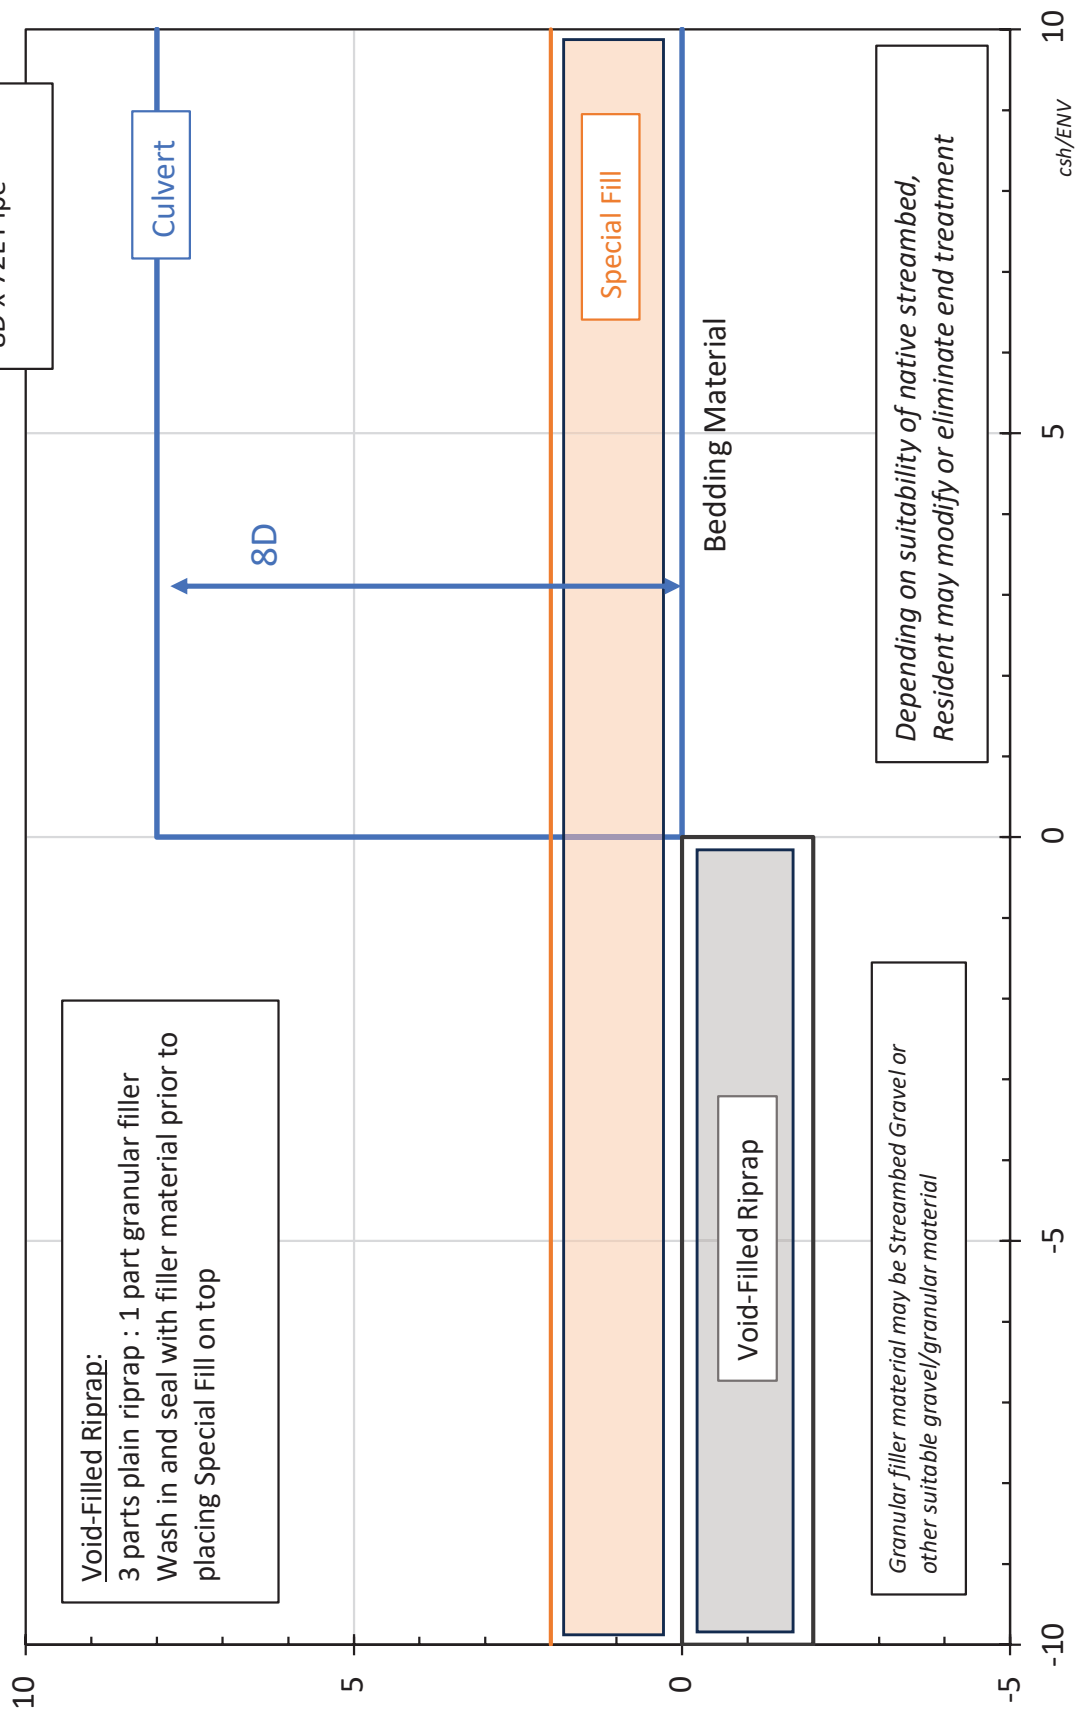 Void-Filled Riprap:
3 parts plain riprap : 1 part granular filler
Wash in and seal with filler material prior to
placing Special Fill on top
Culvert
8D
Special Fill
Bedding Material
Void-Filled Riprap
Granular filler material may be Streambed Gravel or
other suitable gravel/granular material
Depending on suitability of native streambed,
Resident may modify or eliminate end treatment
10
5
0
-5
-10
-5
0
5
10
csh/ENV